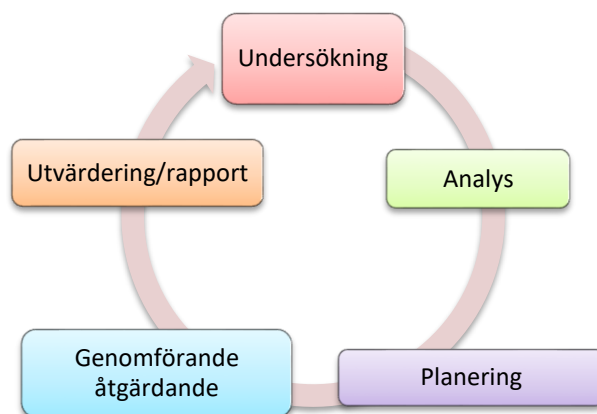 Undersökning
Analys
Planering
Genomförande
åtgärdande
Utvärdering/rapport